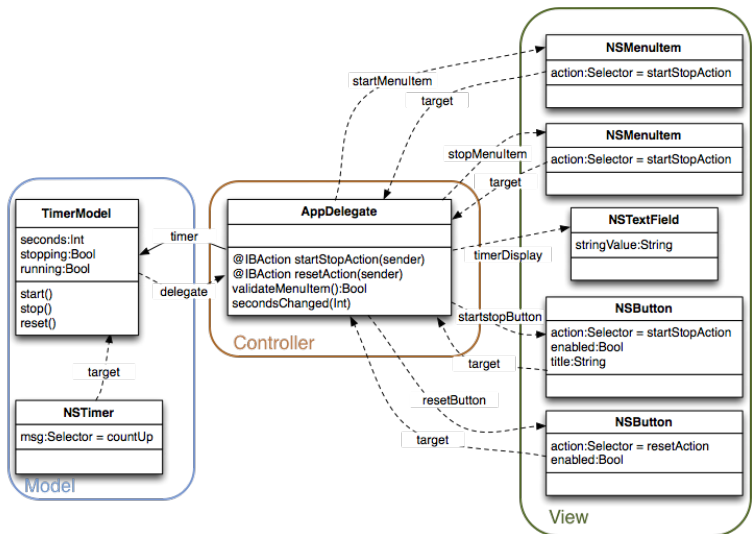 NSMenuItem
action:Selector = startStopAction
startMenuItem
target
NSMenuItem
action:Selector = startStopAction
stopMenuItem
target
TimerModel
seconds:Int
stopping:Bool
running:Bool
start()
stop()
reset()
timer
delegate
AppDelegate
@IBAction startStopAction(sender)
@IBAction resetAction(sender)
validateMenuItem():Bool
secondsChanged(Int)
Controller
NSTextField
stringValue:String
timerDisplay
startstopButton
NSButton
action:Selector = startStopAction
enabled:Bool
title:String
target
target
NSTimer
msg:Selector = countUp
Model
resetButton
target
NSButton
action:Selector = resetAction
enabled:Bool
View